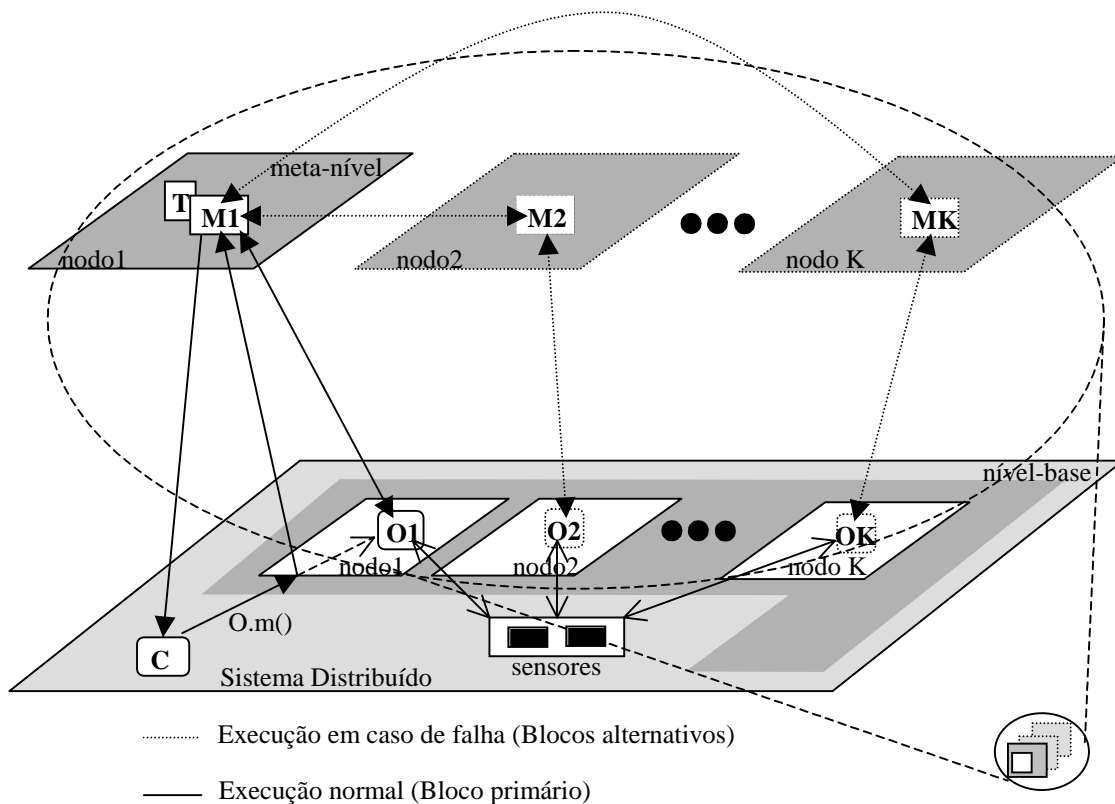 meta-nível
T
M1
M2
MK
nodo1
nodo2
nodo K
nível-base
O1
O2
OK
nodo1
nodo2
nodo K
O.m()
C
sensores
Sistema Distribuído
Execução em caso de falha (Blocos alternativos)
Execução normal (Bloco primário)